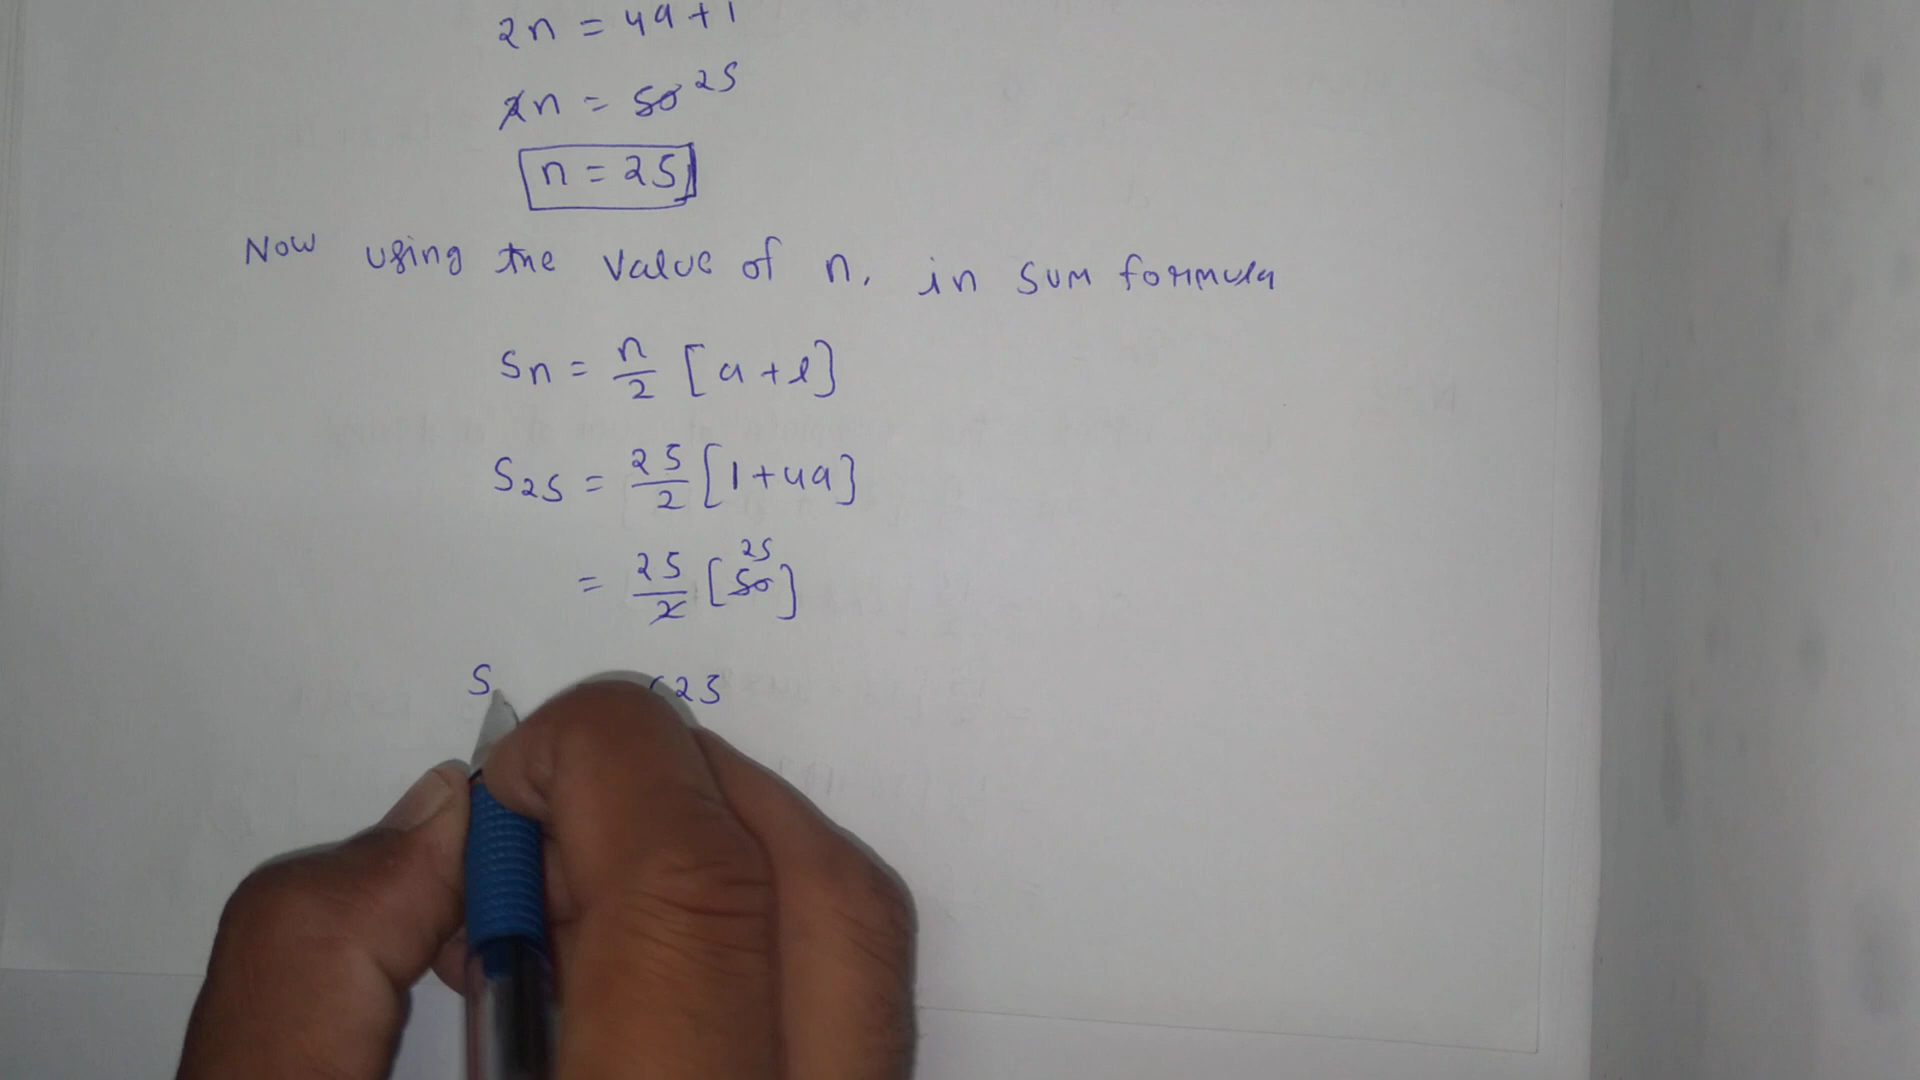 2n = 49 + 1
2n = 50 25
n = 25
Now using the value of n, in sum formula
Sn = n/2 [a + l]
S25 = 25/2 [1 + 49]
= 25/2 [50] 25
S 625